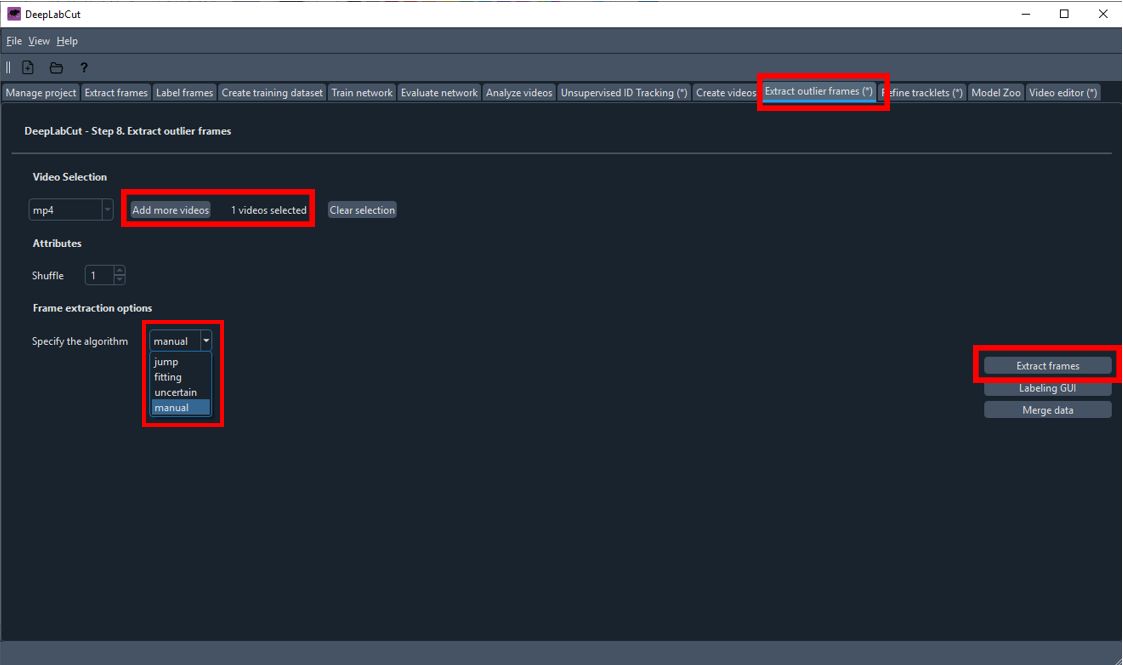 DeepLabCut
File View Help
?
Manage project Extract frames Label frames Create training dataset Train network Evaluate network Analyze videos Unsupervised ID Tracking (*) Create videos Extract outlier frames (*) Refine tracklets (*) Model Zoo Video editor (*)
DeepLabCut - Step 8. Extract outlier frames
Video Selection
mp4 Add more videos 1 videos selected Clear selection
Attributes
Shuffle 1
Frame extraction options
Specify the algorithm manual
jump
fitting
uncertain
manual
Extract frames
Labeling GUI
Merge data